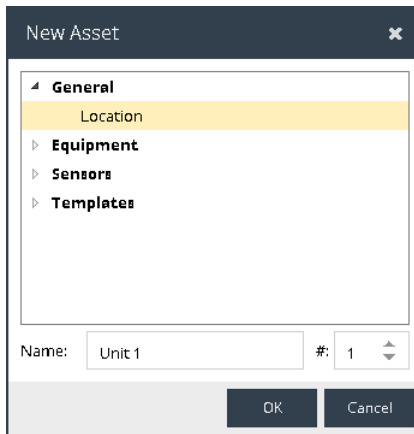 New Asset
General
Location
Equipment
Sensors
Templates
Name: Unit 1 #: 1
OK Cancel